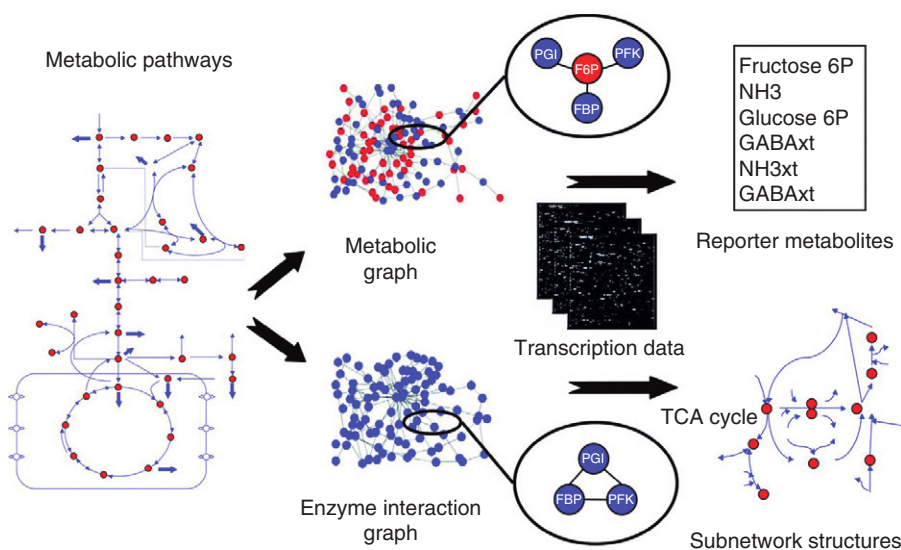 Metabolic pathways
PGI
F6P
PFK
FBP
Metabolic
graph
Fructose 6P
NH3
Glucose 6P
GABAxt
NH3xt
GABAxt
Reporter metabolites
Transcription data
Enzyme interaction
graph
PGI
FBP
PFK
TCA cycle
Subnetwork structures